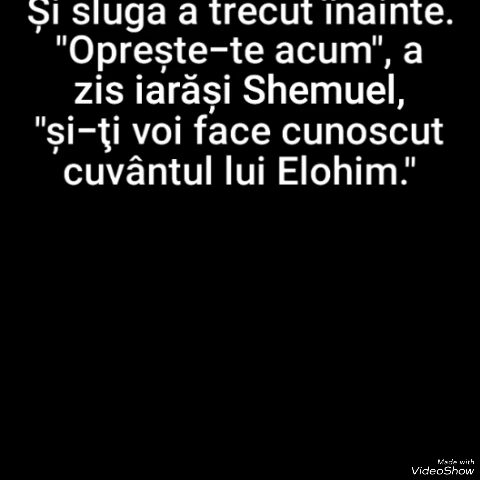 Și sluga a trecut înainte.
"Oprește-te acum", a
zis iarăși Shemuel,
"și-ţi voi face cunoscut
cuvântul lui Elohim."
Made with
VideoShow